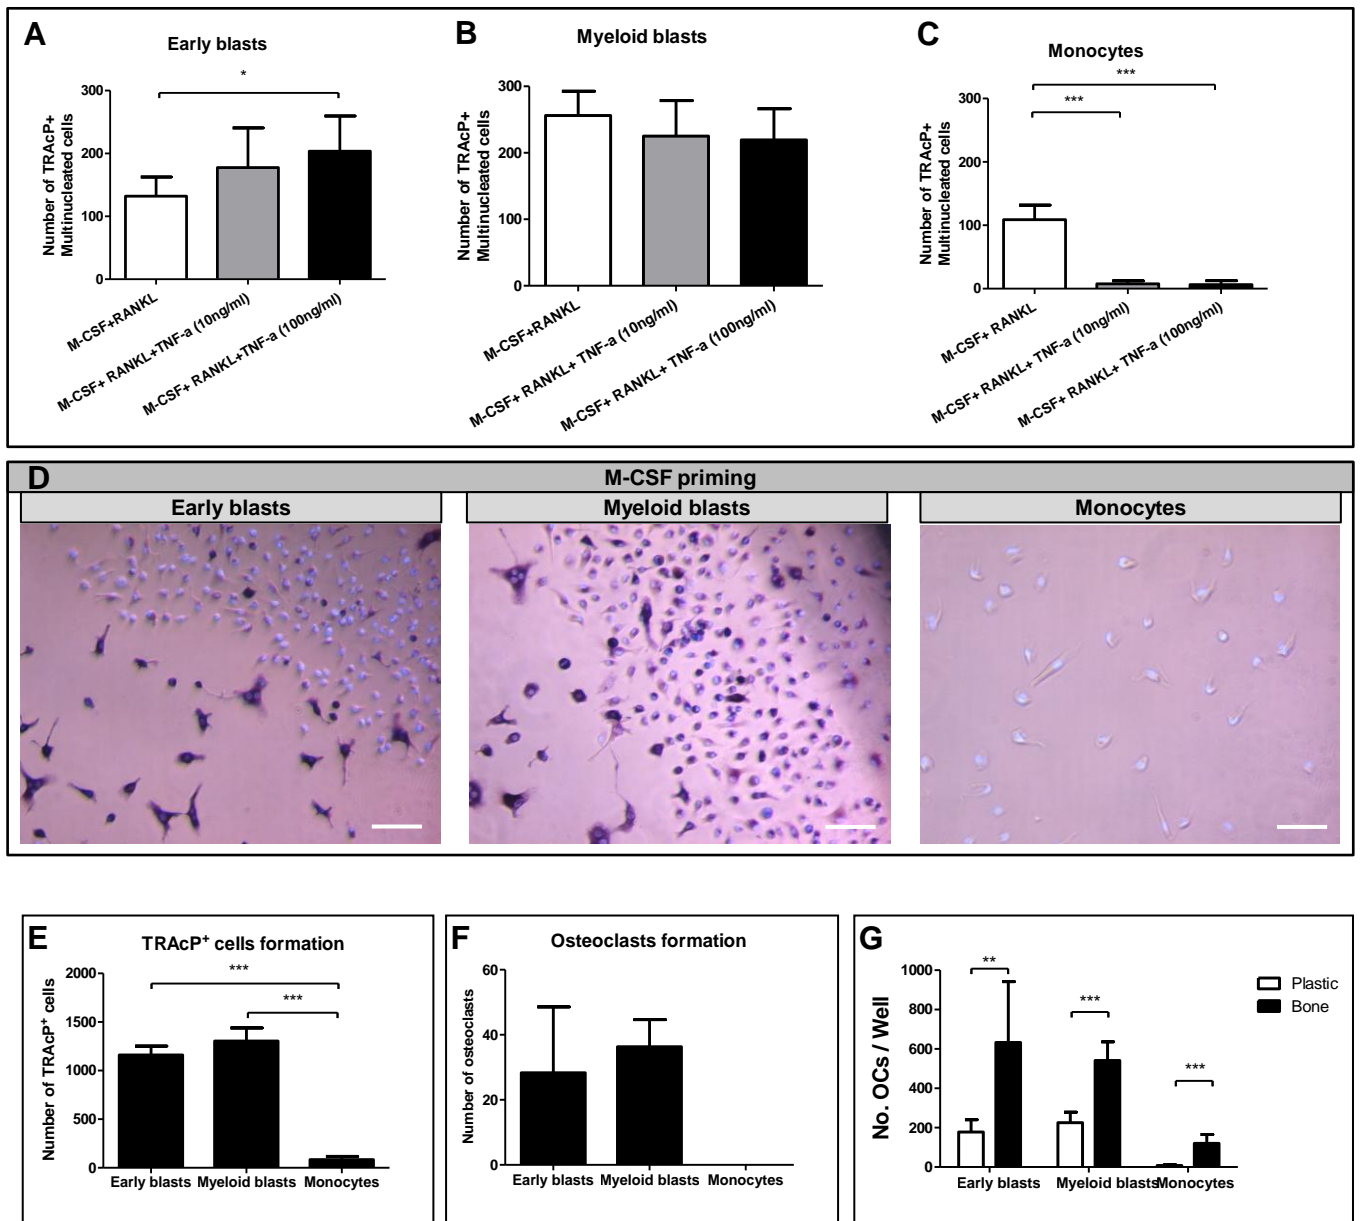 A
Early blasts
*
300
200
100
0
Number of TRAcP+
Multinucleated cells
M-CSF+RANKL
M-CSF+ RANKL+TNF-a (10ng/ml)
M-CSF+ RANKL+TNF-a (100ng/ml)
B
Myeloid blasts
300
200
100
0
Number of TRAcP+
Multinucleated cells
M-CSF+RANKL
M-CSF+ RANKL+ TNF-a (10ng/ml)
M-CSF+ RANKL+ TNF-a (100ng/ml)
C
Monocytes
***
***
300
200
100
0
Number of TRAcP+
Multinucleated cells
M-CSF+ RANKL
M-CSF+ RANKL+ TNF-a (10ng/ml)
M-CSF+ RANKL+ TNF-a (100ng/ml)
D
M-CSF priming
Early blasts
Myeloid blasts
Monocytes
E
TRAcP⁺ cells formation
***
***
2000
1500
1000
500
0
Number of TRAcP⁺ cells
Early blasts Myeloid blasts Monocytes
F
Osteoclasts formation
60
40
20
0
Number of osteoclasts
Early blasts Myeloid blasts Monocytes
G
**
***
***
1000
800
600
400
200
0
No. OCs / Well
Early blasts Myeloid blasts Monocytes
Plastic
Bone